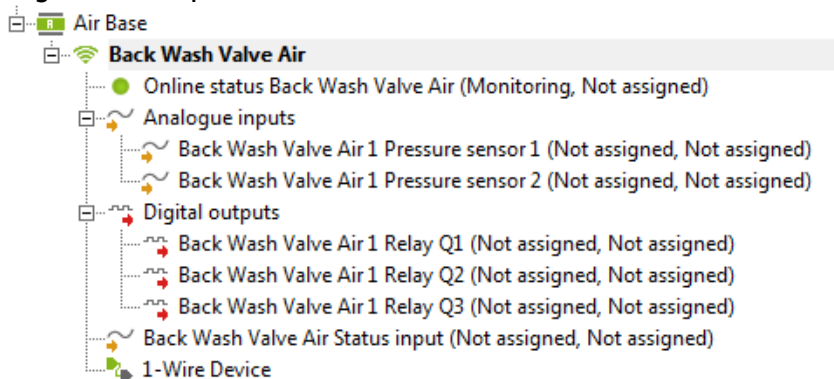 Air Base
Back Wash Valve Air
Online status Back Wash Valve Air (Monitoring, Not assigned)
Analogue inputs
Back Wash Valve Air 1 Pressure sensor 1 (Not assigned, Not assigned)
Back Wash Valve Air 1 Pressure sensor 2 (Not assigned, Not assigned)
Digital outputs
Back Wash Valve Air 1 Relay Q1 (Not assigned, Not assigned)
Back Wash Valve Air 1 Relay Q2 (Not assigned, Not assigned)
Back Wash Valve Air 1 Relay Q3 (Not assigned, Not assigned)
Back Wash Valve Air Status input (Not assigned, Not assigned)
1-Wire Device